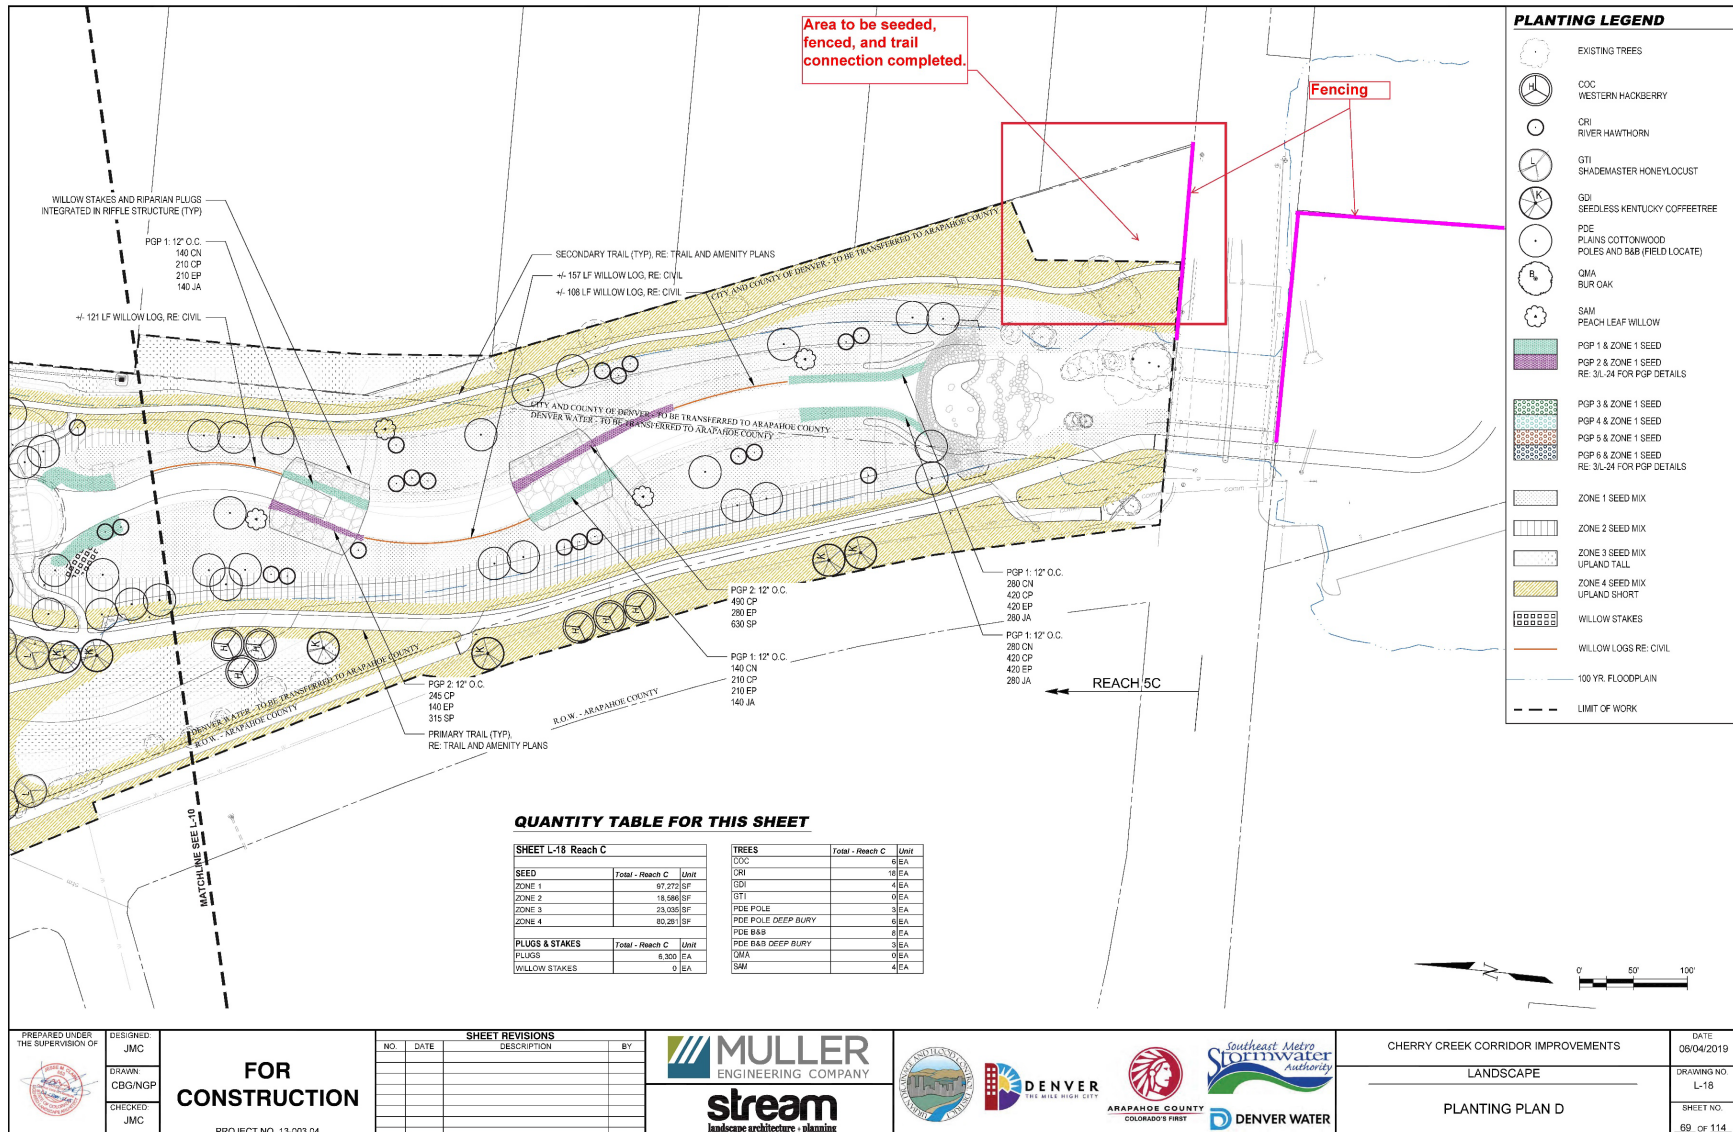 Area to be seeded,
fenced, and trail
connection completed.
Fencing
PLANTING LEGEND
EXISTING TREES
H
COC
WESTERN HACKBERRY
CRI
RIVER HAWTHORN
L
GTI
SHADEMASTER HONEYLOCUST
K
GDI
SEEDLESS KENTUCKY COFFEETREE
PDE
PLAINS COTTONWOOD
POLES AND B&B (FIELD LOCATE)
B
QMA
BUR OAK
SAM
PEACH LEAF WILLOW
PGP 1 & ZONE 1 SEED
PGP 2 & ZONE 1 SEED
RE: 3/L-24 FOR PGP DETAILS
PGP 3 & ZONE 1 SEED
PGP 4 & ZONE 1 SEED
PGP 5 & ZONE 1 SEED
PGP 6 & ZONE 1 SEED
RE: 3/L-24 FOR PGP DETAILS
ZONE 1 SEED MIX
ZONE 2 SEED MIX
ZONE 3 SEED MIX
UPLAND TALL
ZONE 4 SEED MIX
UPLAND SHORT
WILLOW STAKES
WILLOW LOGS RE: CIVIL
100 YR. FLOODPLAIN
LIMIT OF WORK
WILLOW STAKES AND RIPARIAN PLUGS
INTEGRATED IN RIFFLE STRUCTURE (TYP)
PGP 1: 12" O.C.
140 CN
210 CP
210 EP
140 JA
+/- 121 LF WILLOW LOG, RE: CIVIL
SECONDARY TRAIL (TYP), RE: TRAIL AND AMENITY PLANS
+/- 157 LF WILLOW LOG, RE: CIVIL
+/- 108 LF WILLOW LOG, RE: CIVIL
CITY AND COUNTY OF DENVER - TO BE TRANSFERRED TO ARAPAHOE COUNTY
CITY AND COUNTY OF DENVER - TO BE TRANSFERRED TO ARAPAHOE COUNTY
DENVER WATER - TO BE TRANSFERRED TO ARAPAHOE COUNTY
PGP 2: 12" O.C.
490 CP
280 EP
630 SP
PGP 1: 12" O.C.
140 CN
210 CP
210 EP
140 JA
PGP 1: 12" O.C.
280 CN
420 CP
420 EP
280 JA
PGP 1: 12" O.C.
280 CN
420 CP
420 EP
280 JA
REACH 5C
PGP 2: 12" O.C.
245 CP
140 EP
315 SP
PRIMARY TRAIL (TYP),
RE: TRAIL AND AMENITY PLANS
DENVER WATER - TO BE TRANSFERRED TO ARAPAHOE COUNTY
R.O.W. - ARAPAHOE COUNTY
R.O.W. - ARAPAHOE COUNTY
MATCHLINE SEE L-10
QUANTITY TABLE FOR THIS SHEET
SHEET L-18 Reach C
SEED Total - Reach C Unit
ZONE 1 97,272 SF
ZONE 2 18,586 SF
ZONE 3 23,035 SF
ZONE 4 80,281 SF
PLUGS & STAKES Total - Reach C Unit
PLUGS 6,300 EA
WILLOW STAKES 0 EA
TREES Total - Reach C Unit
COC 6 EA
CRI 18 EA
GDI 4 EA
GTI 0 EA
PDE POLE 3 EA
PDE POLE DEEP BURY 6 EA
PDE B&B 8 EA
PDE B&B DEEP BURY 3 EA
QMA 0 EA
SAM 4 EA
N
0' 50' 100'
PREPARED UNDER
THE SUPERVISION OF
DESIGNED:
JMC
DRAWN:
CBG/NGP
CHECKED:
JMC
FOR
CONSTRUCTION
PROJECT NO. 13-003.04
SHEET REVISIONS
NO. DATE DESCRIPTION BY
MULLER
ENGINEERING COMPANY
stream
landscape architecture + planning
DENVER
THE MILE HIGH CITY
ARAPAHOE COUNTY
COLORADO'S FIRST
Southeast Metro
Stormwater
Authority
DENVER WATER
CHERRY CREEK CORRIDOR IMPROVEMENTS
LANDSCAPE
PLANTING PLAN D
DATE
06/04/2019
DRAWING NO.
L-18
SHEET NO.
69 OF 114